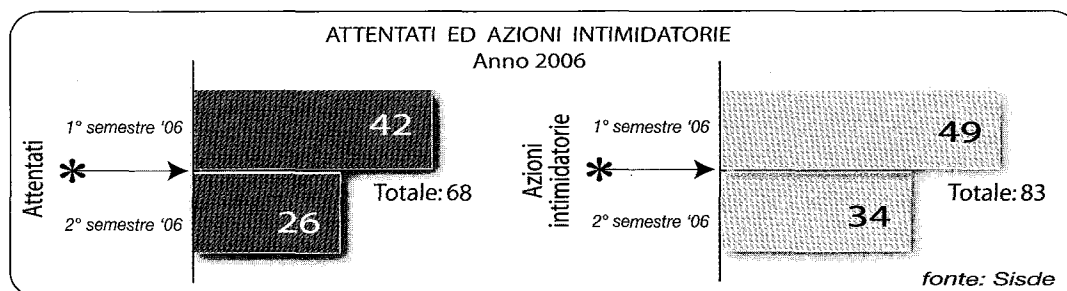 ATTENTATI ED AZIONI INTIMIDATORIE
Anno 2006
Attentati
1° semestre '06
42
*
Totale: 68
2° semestre '06
26
Azioni
intimidatorie
1° semestre '06
49
*
Totale: 83
2° semestre '06
34
fonte: Sisde